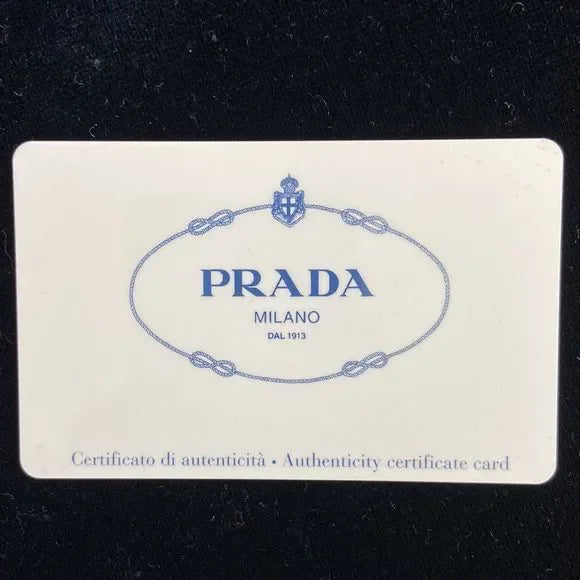 PRADA
MILANO
DAL 1913
Certificato di autenticità • Authenticity certificate card